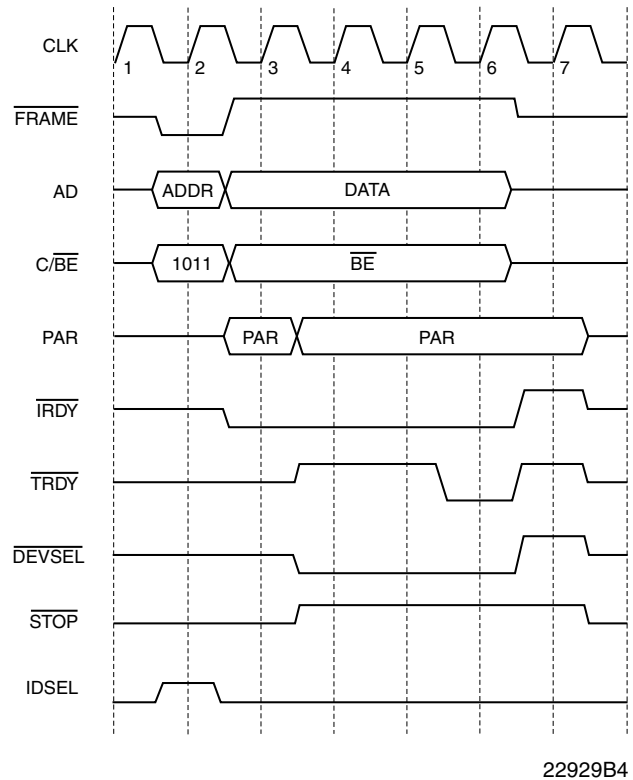 CLK
1 2 3 4 5 6 7
FRAME
AD
ADDR DATA
C/BE
1011 BE
PAR
PAR PAR
IRDY
TRDY
DEVSEL
STOP
IDSEL
22929B4